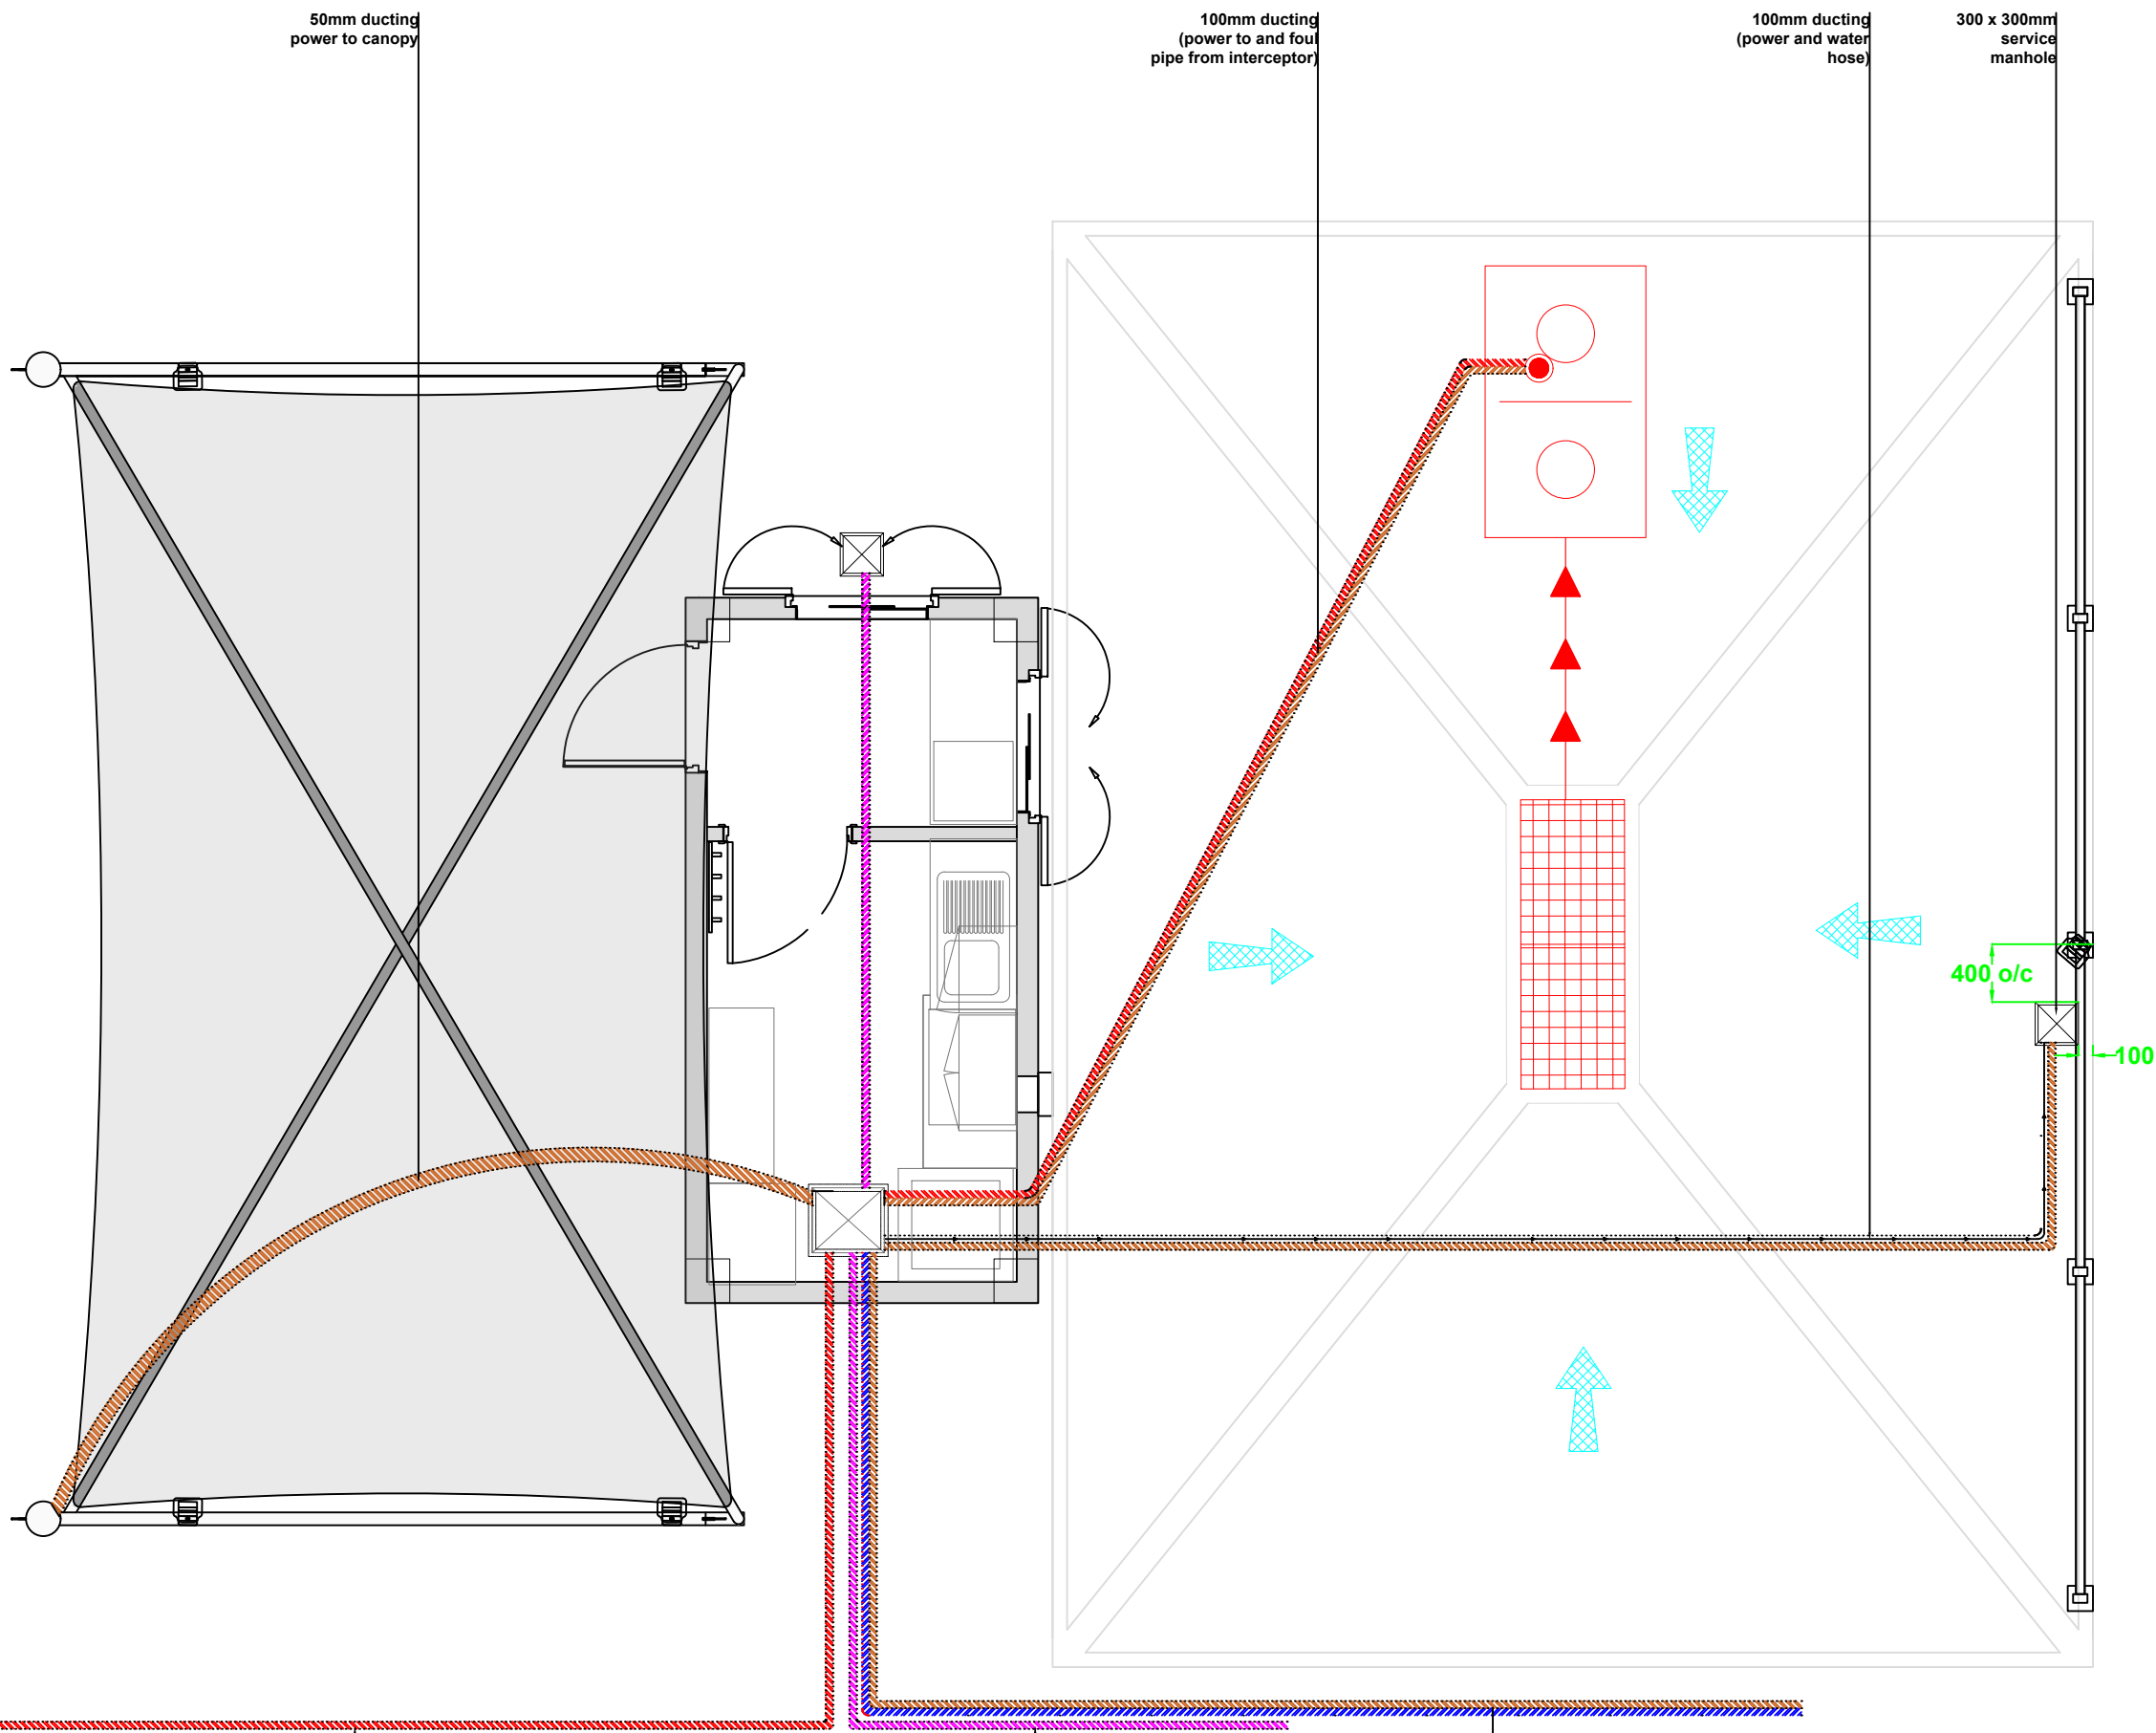 50mm ducting
power to canopy
100mm ducting
(power to and foul
pipe from interceptor)
100mm ducting
(power and water
hose)
300 x 300mm
service
manhole
400 o/c
100